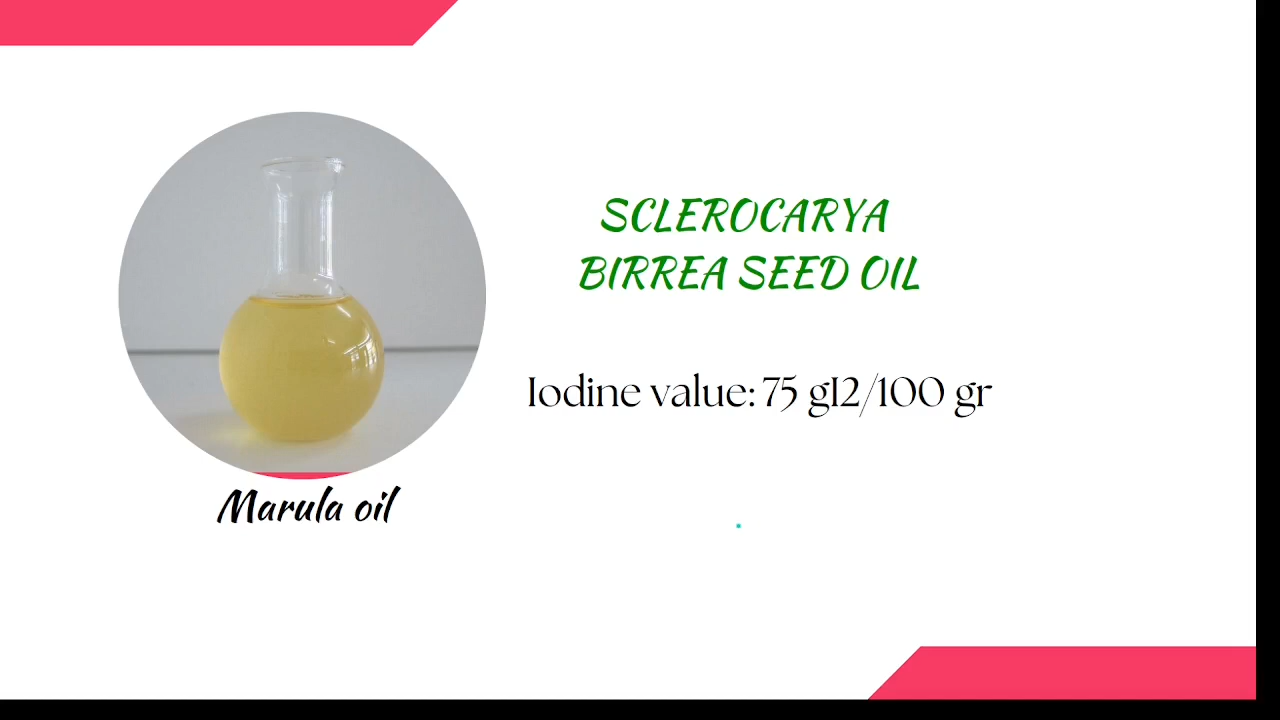 SCLEROCARYA
BIRREA SEED OIL
Iodine value: 75 gI2/100 gr
Marula oil